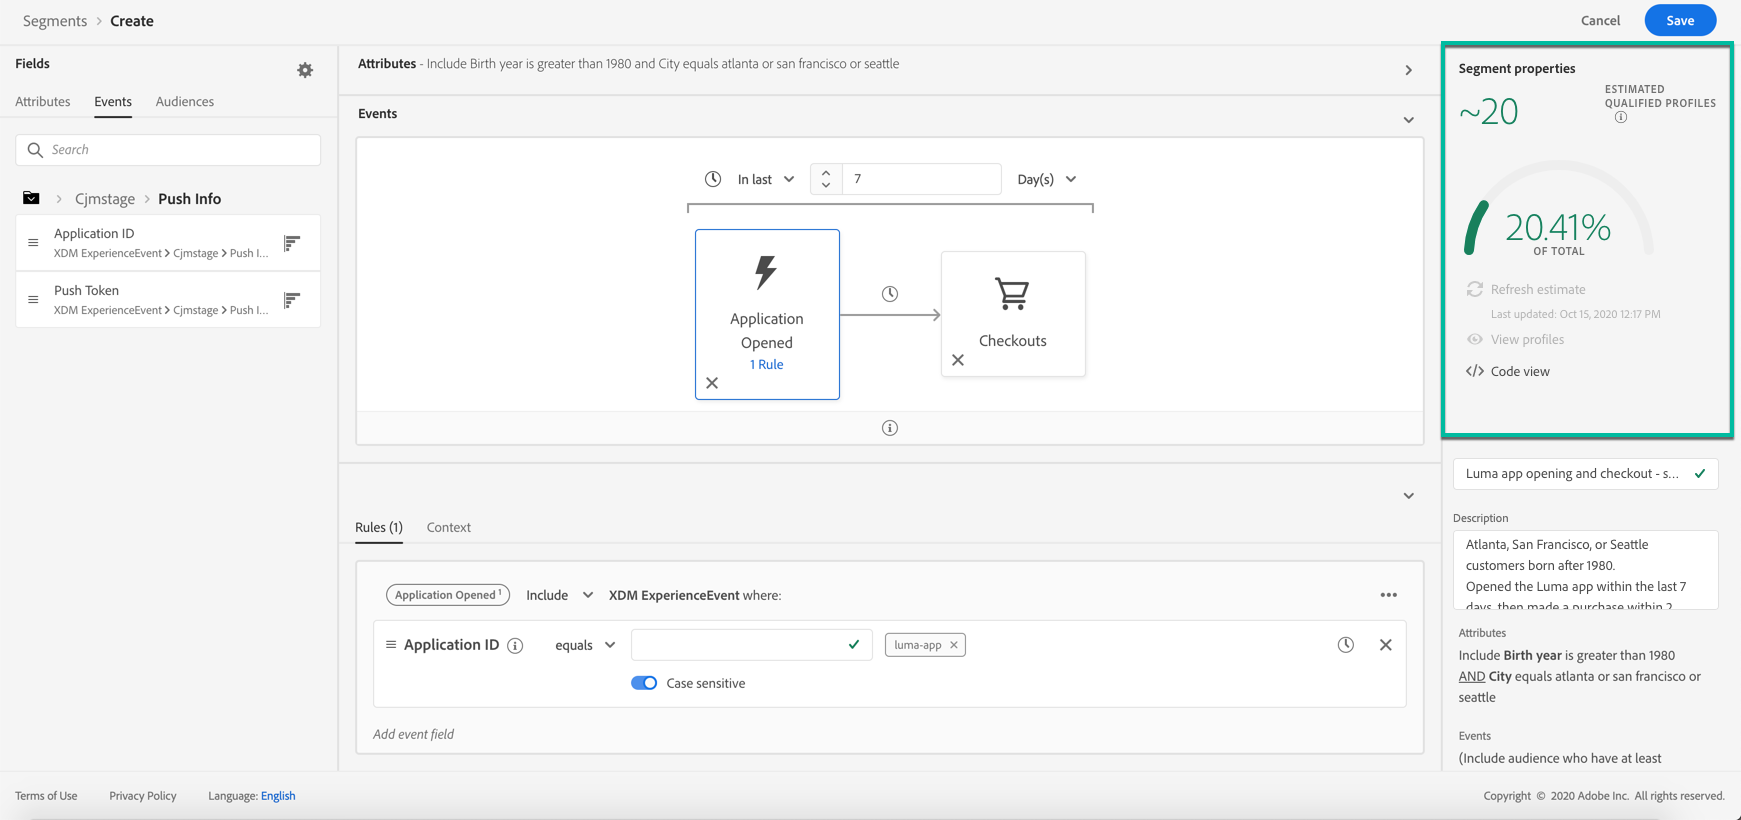 Segments > Create
Cancel
Save
Fields
Attributes
Events
Audiences
Search
> Cjmstage > Push Info
Application ID
XDM ExperienceEvent > Cjmstage > Push I...
Push Token
XDM ExperienceEvent > Cjmstage > Push I...
Attributes - Include Birth year is greater than 1980 and City equals atlanta or san francisco or seattle
Events
In last
7
Day(s)
Application
Opened
1 Rule
Checkouts
Rules (1)
Context
Application Opened 1
Include
XDM ExperienceEvent where:
Application ID
equals
luma-app
Case sensitive
Add event field
Segment properties
~20
ESTIMATED
QUALIFIED PROFILES
20.41%
OF TOTAL
Refresh estimate
Last updated: Oct 15, 2020 12:17 PM
View profiles
</> Code view
Luma app opening and checkout - s...
Description
Atlanta, San Francisco, or Seattle
customers born after 1980.
Opened the Luma app within the last 7
days, then made a purchase within 2
Attributes
Include Birth year is greater than 1980
AND City equals atlanta or san francisco or
seattle
Events
(Include audience who have at least
Terms of Use
Privacy Policy
Language: English
Copyright © 2020 Adobe Inc. All rights reserved.